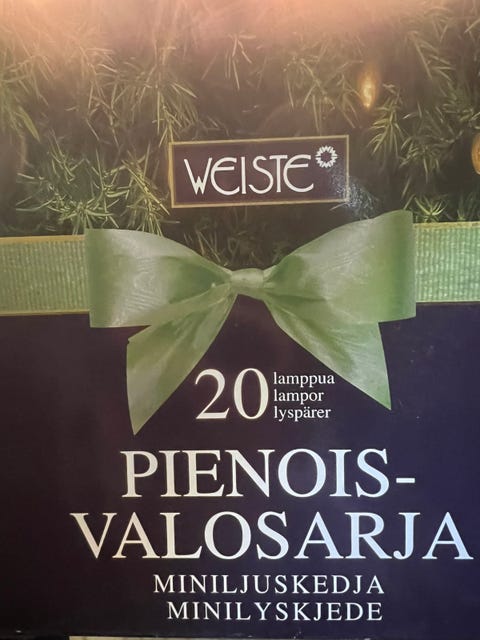 WEISTE
20 lamppua
lampor
lyspärer
PIENOIS-
VALOSARJA
MINILJUSKEDJA
MINILYSKJEDE